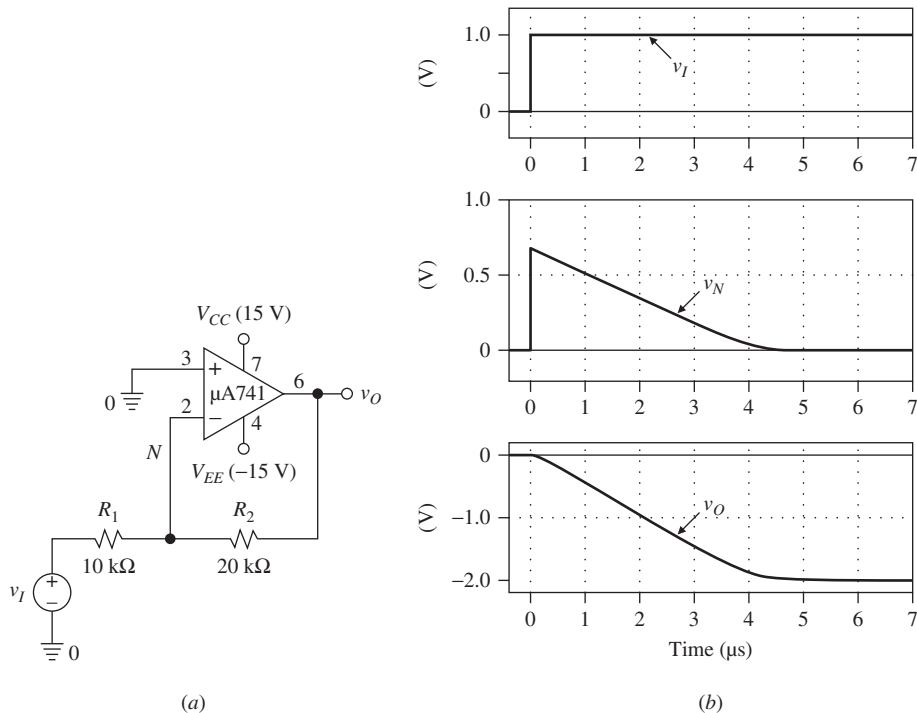 V_CC (15 V)
3
7
+
μA741
6
v_O
0
2
−
4
N
V_EE (−15 V)
R_1
R_2
10 kΩ
20 kΩ
v_I
+
−
0
(a)
1.0
(V)
v_I
0
0 1 2 3 4 5 6 7
1.0
(V)
0.5
v_N
0
0 1 2 3 4 5 6 7
0
(V)
v_O
−1.0
−2.0
0 1 2 3 4 5 6 7
Time (μs)
(b)